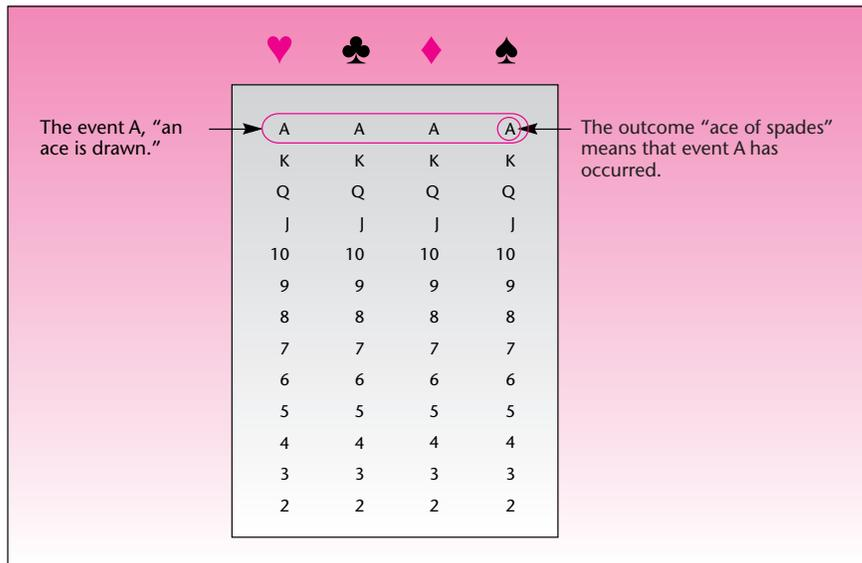 ♥ ♣ ♦ ♠
The event A, “an
ace is drawn.”
A A A A
The outcome “ace of spades”
means that event A has
occurred.
K K K K
Q Q Q Q
J J J J
10 10 10 10
9 9 9 9
8 8 8 8
7 7 7 7
6 6 6 6
5 5 5 5
4 4 4 4
3 3 3 3
2 2 2 2